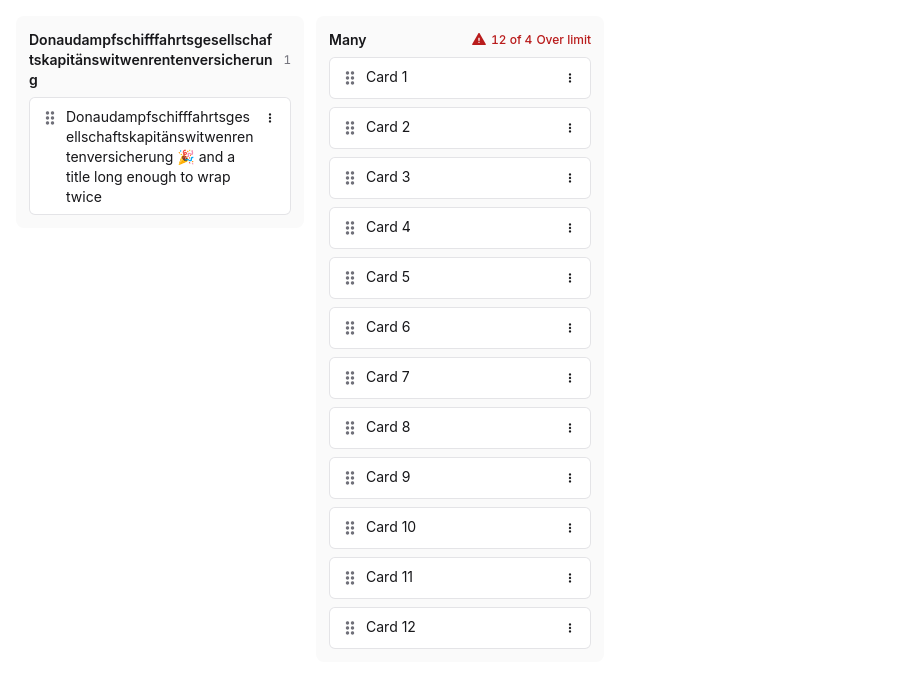 Donaudampfschifffahrtsgesellschaf
tskapitänswitwenrentenversicherun
g
1
Donaudampfschifffahrtsges
ellschaftskapitänswitwenren
tenversicherung 🎉 and a
title long enough to wrap
twice
Many
12 of 4 Over limit
Card 1
Card 2
Card 3
Card 4
Card 5
Card 6
Card 7
Card 8
Card 9
Card 10
Card 11
Card 12